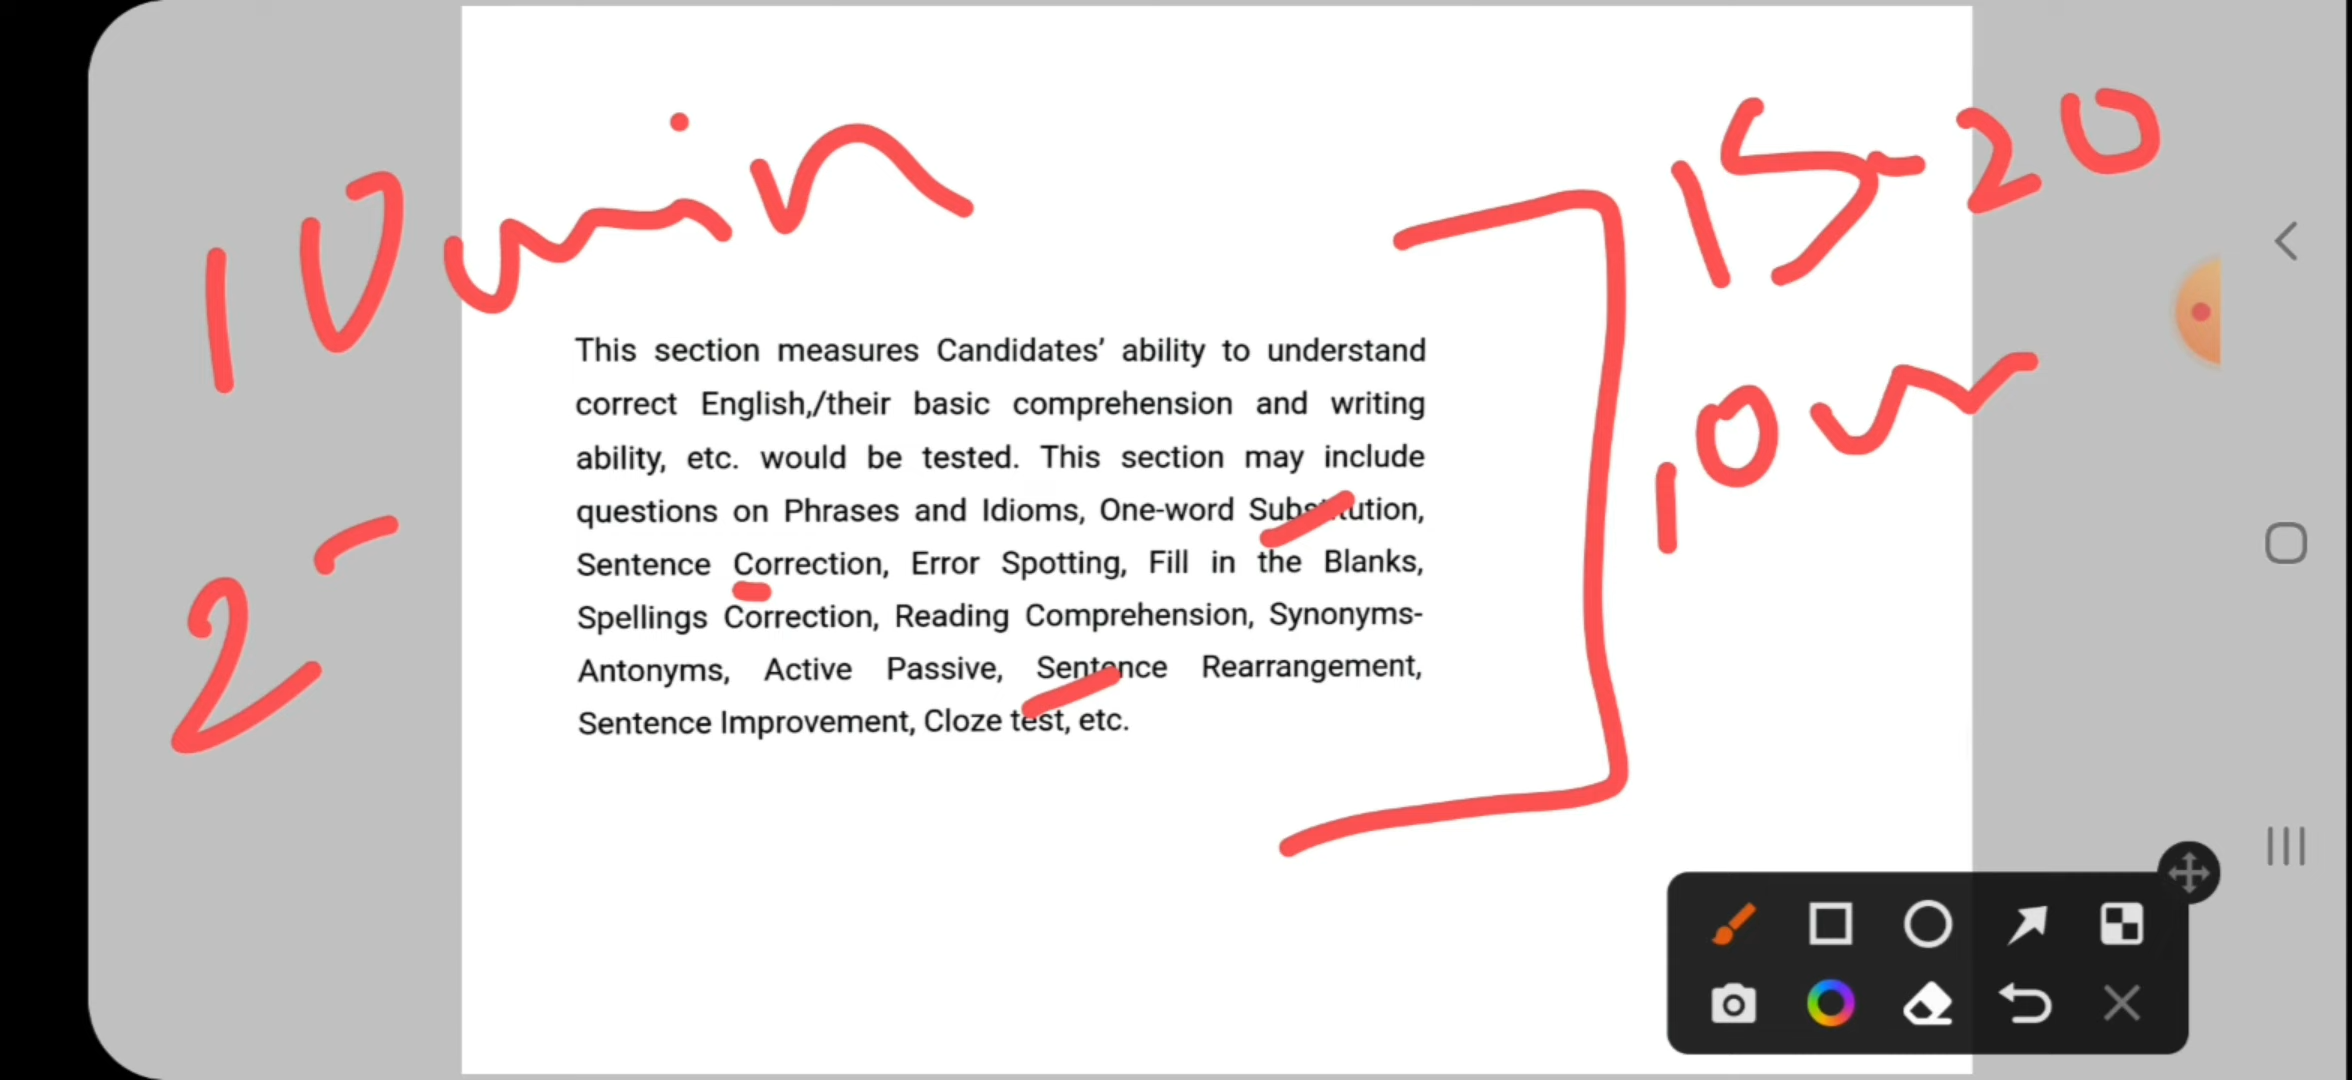 10 min
15-20
10 m
2
This section measures Candidates’ ability to understand
correct English,/their basic comprehension and writing
ability, etc. would be tested. This section may include
questions on Phrases and Idioms, One-word Substitution,
Sentence Correction, Error Spotting, Fill in the Blanks,
Spellings Correction, Reading Comprehension, Synonyms-
Antonyms, Active Passive, Sentence Rearrangement,
Sentence Improvement, Cloze test, etc.